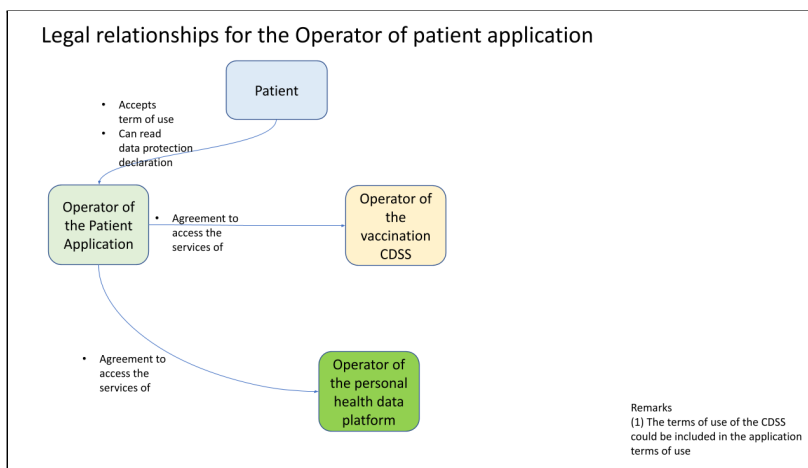 Legal relationships for the Operator of patient application
Patient
• Accepts
term of use
• Can read
data protection
declaration
Operator of
the Patient
Application
• Agreement to
access the
services of
Operator of
the
vaccination
CDSS
• Agreement to
access the
services of
Operator of
the personal
health data
platform
Remarks
(1) The terms of use of the CDSS
could be included in the application
terms of use